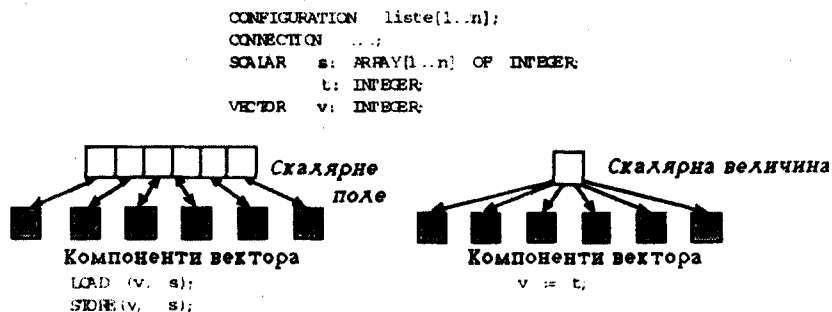 CONFIGURATION liste[1..n];
CONNECTION ...;
SCALAR s: ARRAY[1..n] OF INTEGER;
t: INTEGER;
VECTOR v: INTEGER;
Скалярне
поле
Скалярна величина
Компоненти вектора
Компоненти вектора
LOAD (v, s);
v := t;
STORE(v, s);